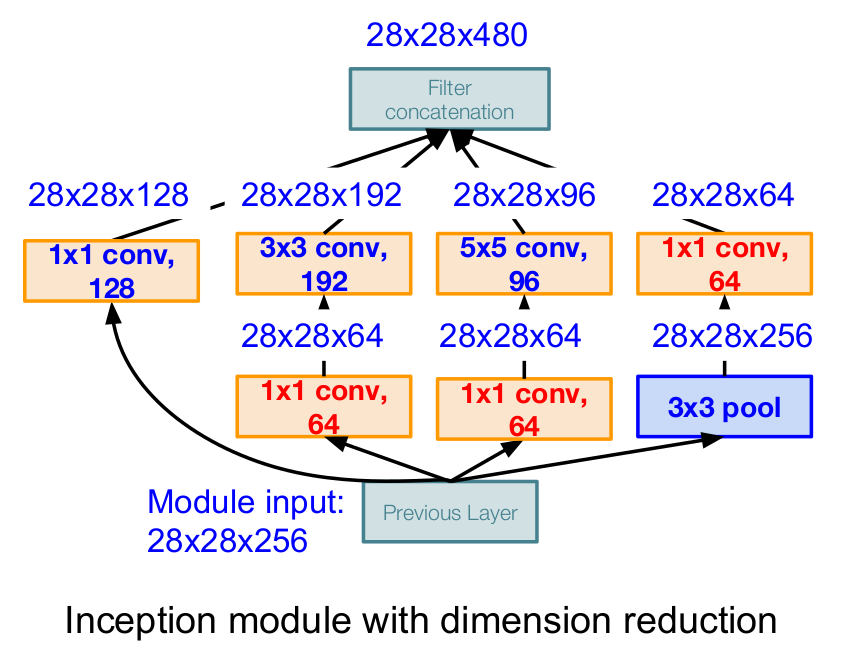 28x28x480
Filter
concatenation
28x28x128
28x28x192
28x28x96
28x28x64
1x1 conv,
128
3x3 conv,
192
5x5 conv,
96
1x1 conv,
64
28x28x64
28x28x64
28x28x256
1x1 conv,
64
1x1 conv,
64
3x3 pool
Module input:
28x28x256
Previous Layer
Inception module with dimension reduction